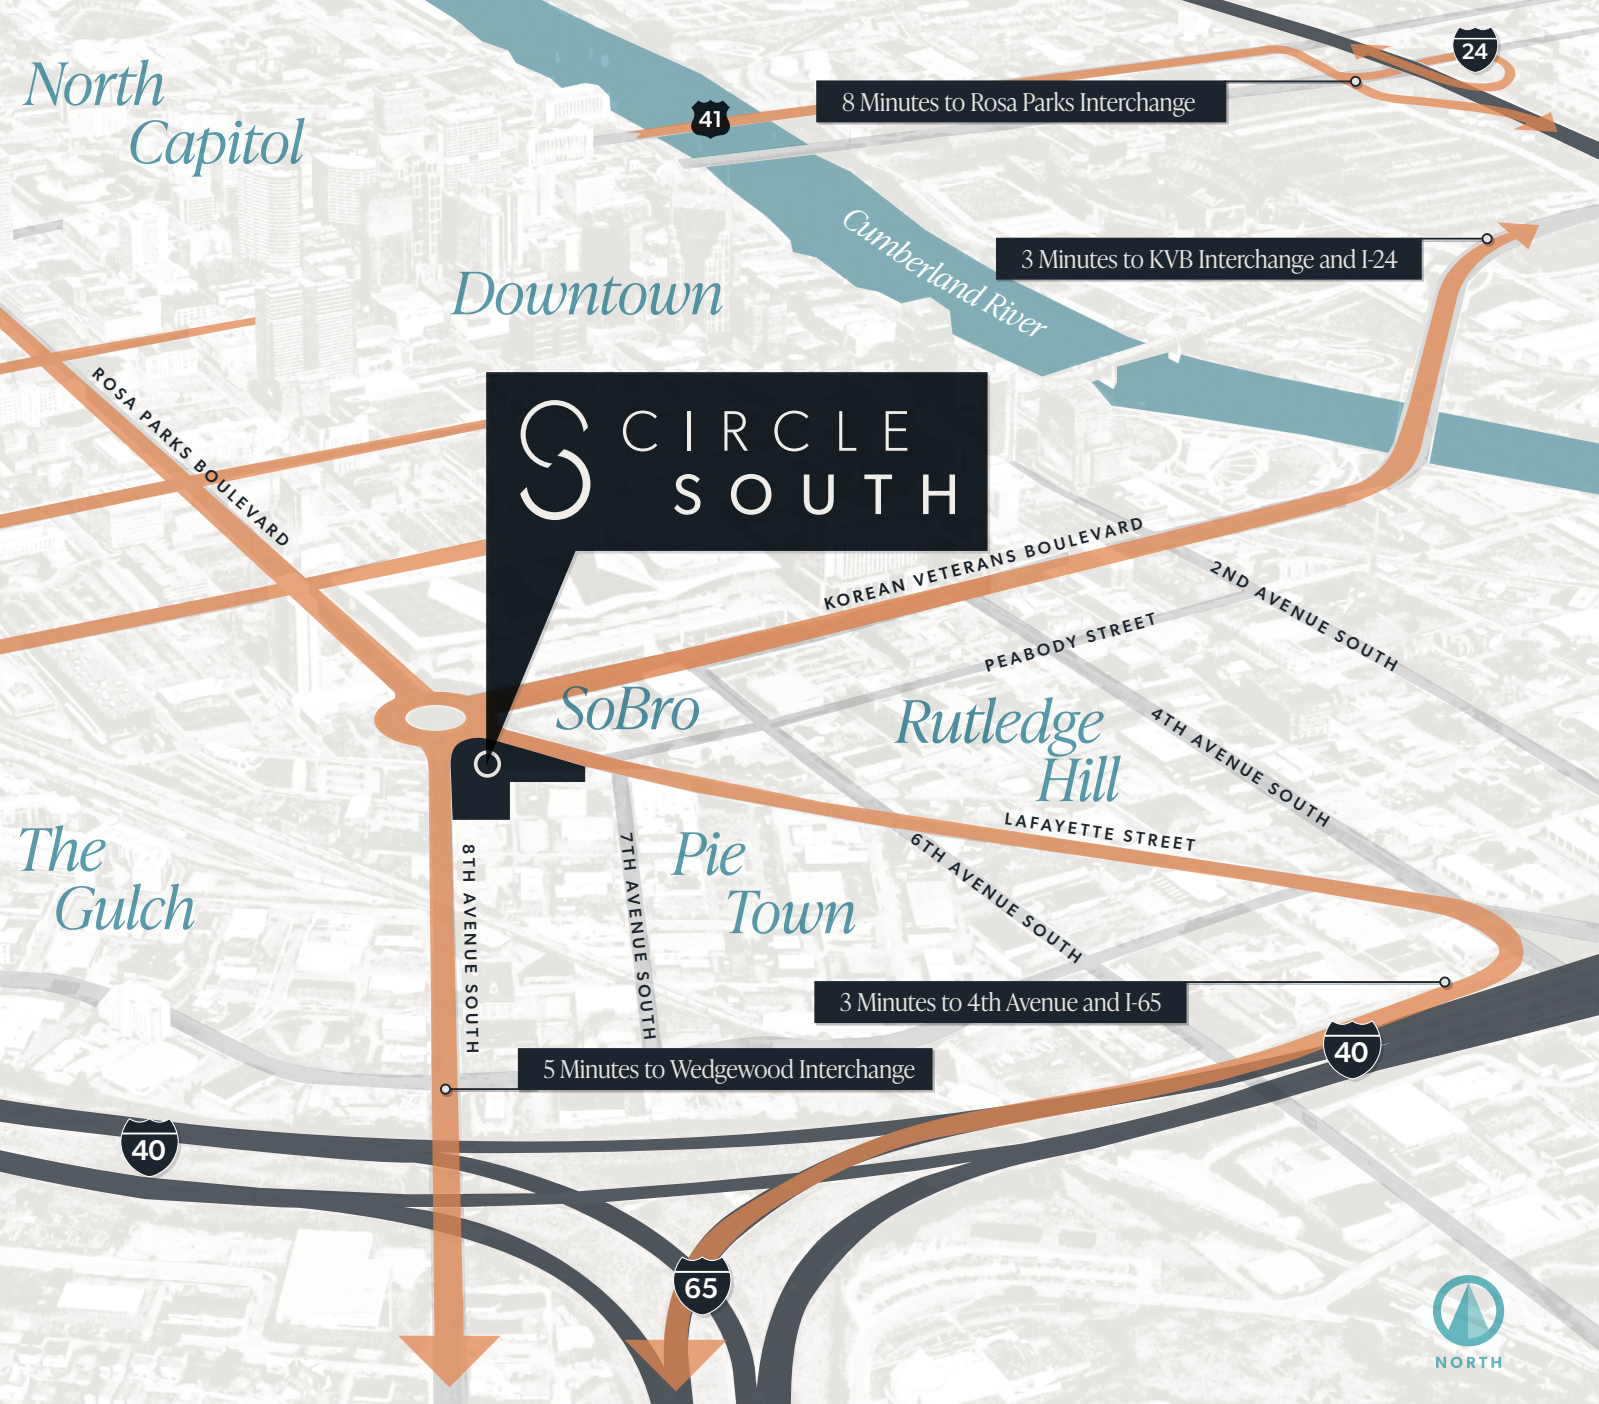 North
Capitol
24
41
8 Minutes to Rosa Parks Interchange
Cumberland River
3 Minutes to KVB Interchange and I-24
Downtown
ROSA PARKS BOULEVARD
CIRCLE
SOUTH
KOREAN VETERANS BOULEVARD
2ND AVENUE SOUTH
PEABODY STREET
SoBro
Rutledge
Hill
4TH AVENUE SOUTH
LAFAYETTE STREET
The
Gulch
8TH AVENUE SOUTH
7TH AVENUE SOUTH
Pie
Town
6TH AVENUE SOUTH
3 Minutes to 4th Avenue and I-65
40
5 Minutes to Wedgewood Interchange
40
65
NORTH